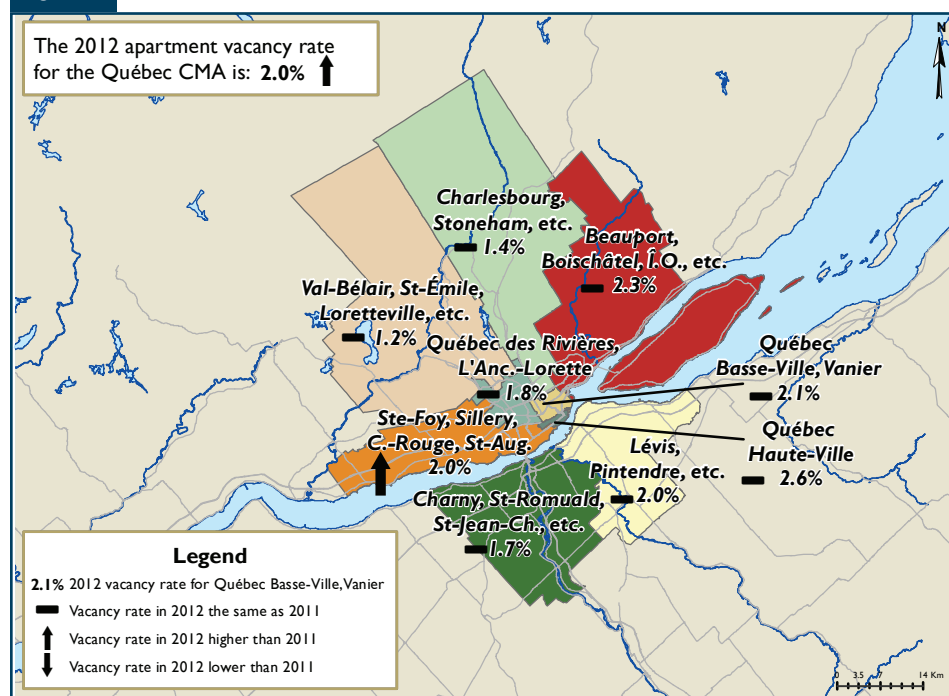 The 2012 apartment vacancy rate
for the Québec CMA is: 2.0%
N
Charlesbourg,
Stoneham, etc.
1.4%
Beauport,
Boischâtel, Î.O., etc.
2.3%
Val-Bélair, St-Émile,
Loretteville, etc.
1.2%
Québec des Rivières,
L'Anc.-Lorette
1.8%
Québec
Basse-Ville, Vanier
2.1%
Ste-Foy, Sillery,
C.-Rouge, St-Aug.
2.0%
Québec
Haute-Ville
2.6%
Lévis,
Pintendre, etc.
2.0%
Charny, St-Romuald,
St-Jean-Ch., etc.
1.7%
Legend
2.1% 2012 vacancy rate for Québec Basse-Ville, Vanier
Vacancy rate in 2012 the same as 2011
Vacancy rate in 2012 higher than 2011
Vacancy rate in 2012 lower than 2011
0 3.5 7 14 Km